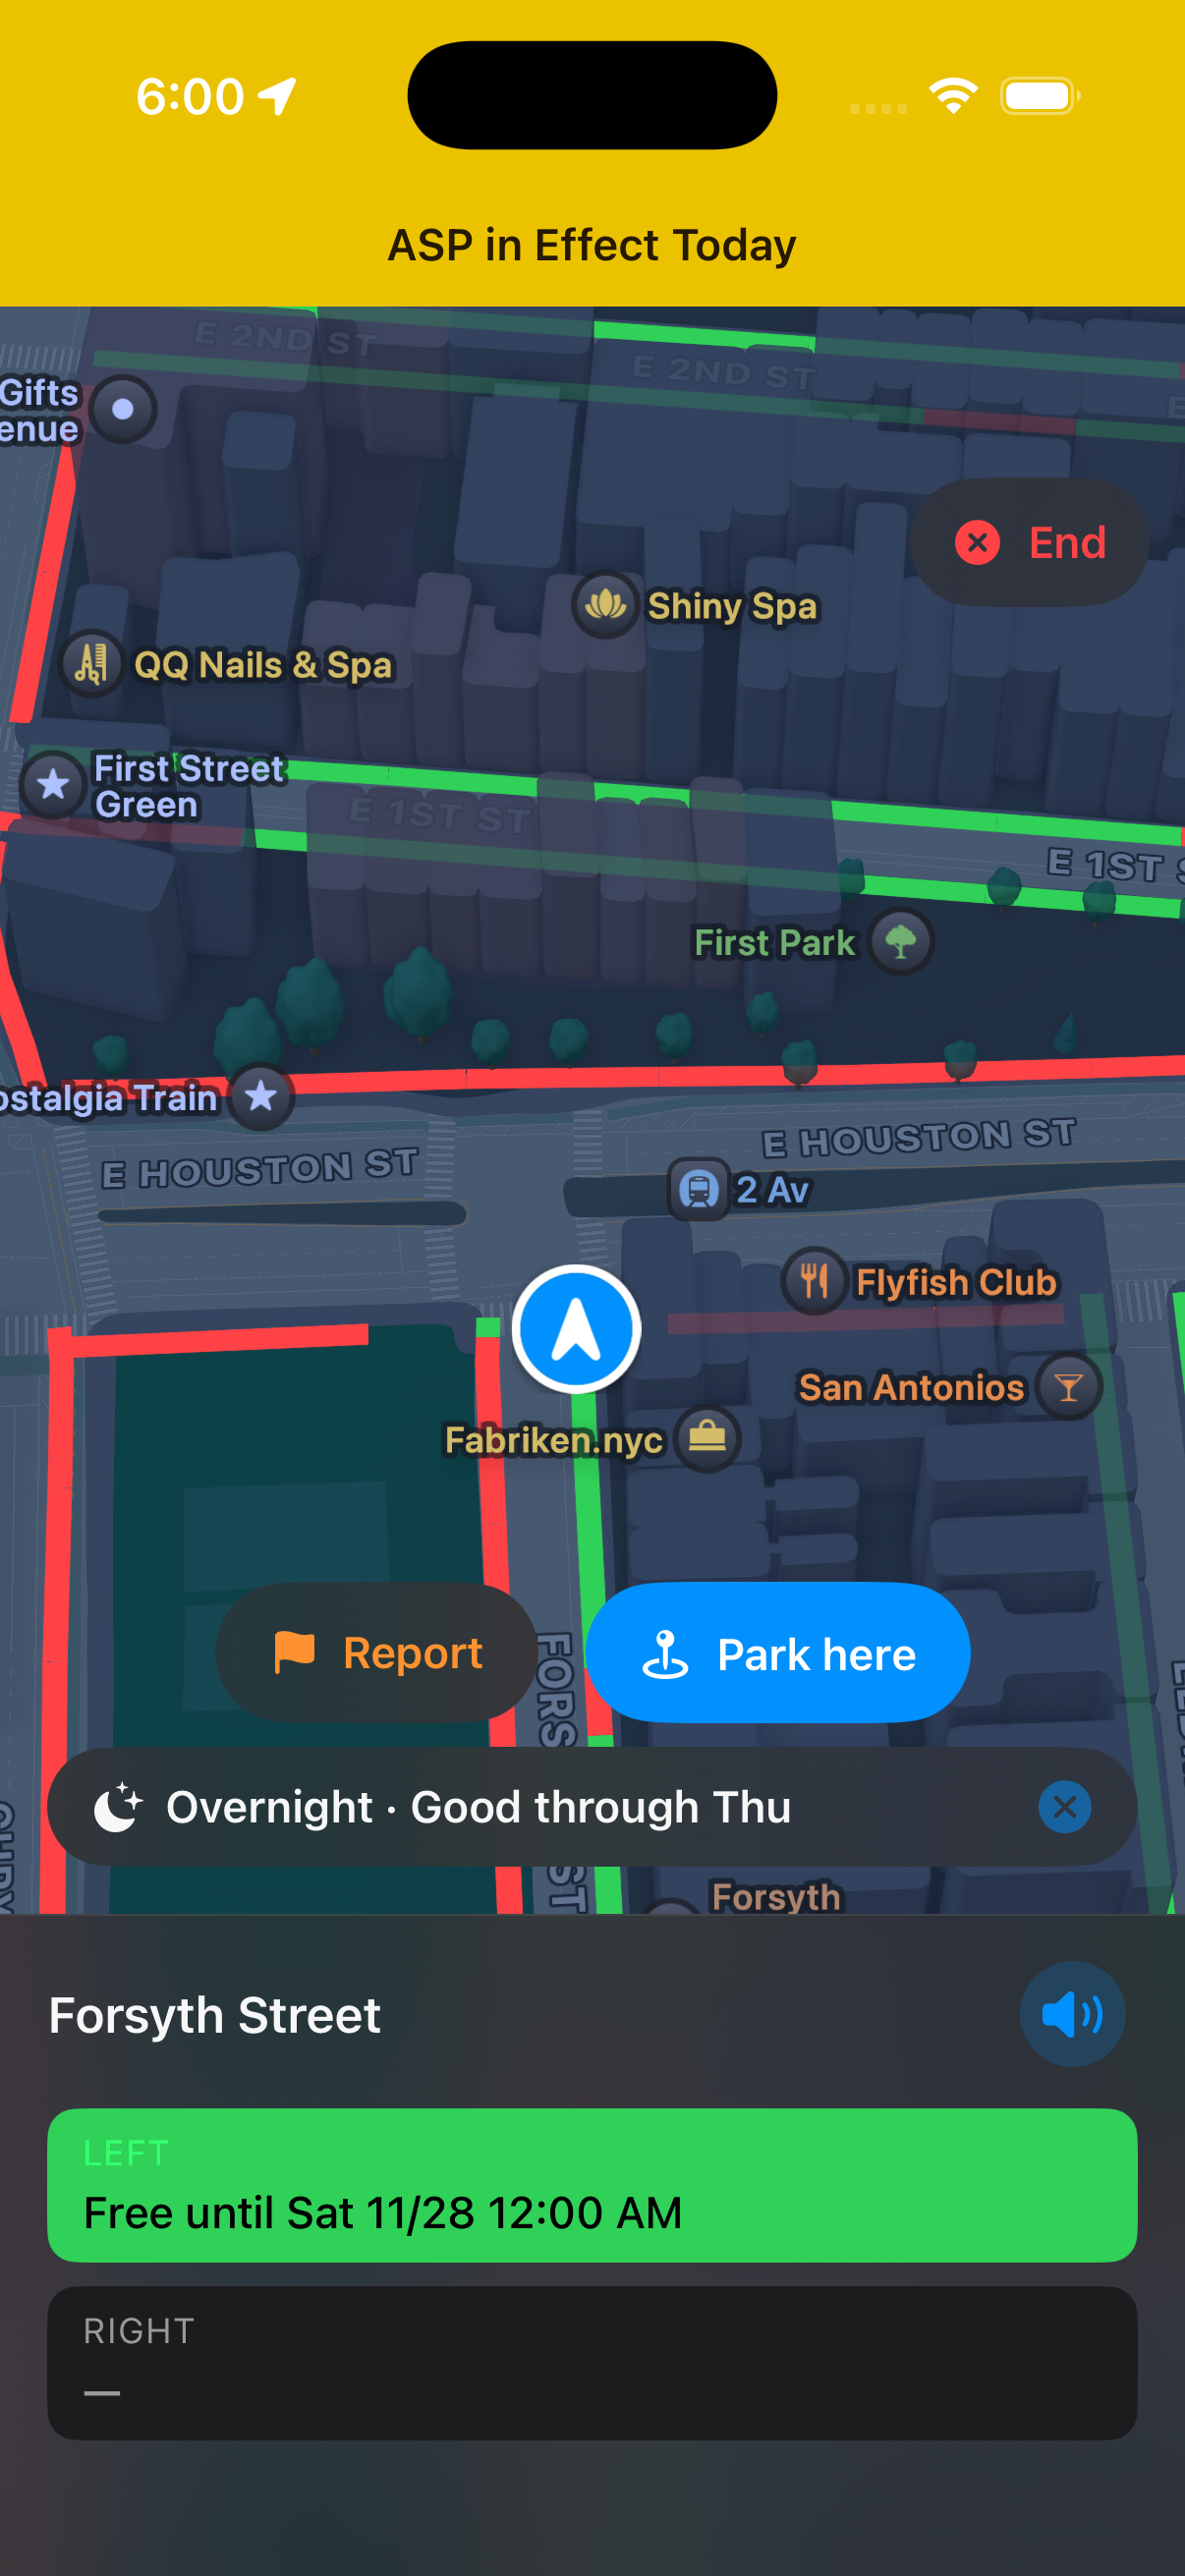 6:00
ASP in Effect Today
E 2ND ST
E 2ND ST
Gifts
enue
End
Shiny Spa
QQ Nails & Spa
First Street
Green
E 1ST ST
E 1ST S
First Park
ostalgia Train
E HOUSTON ST
E HOUSTON ST
2 Av
Flyfish Club
San Antonios
Fabriken.nyc
Report
Park here
FORS
ST
Overnight · Good through Thu
Forsyth
Forsyth Street
LEFT
Free until Sat 11/28 12:00 AM
RIGHT
—